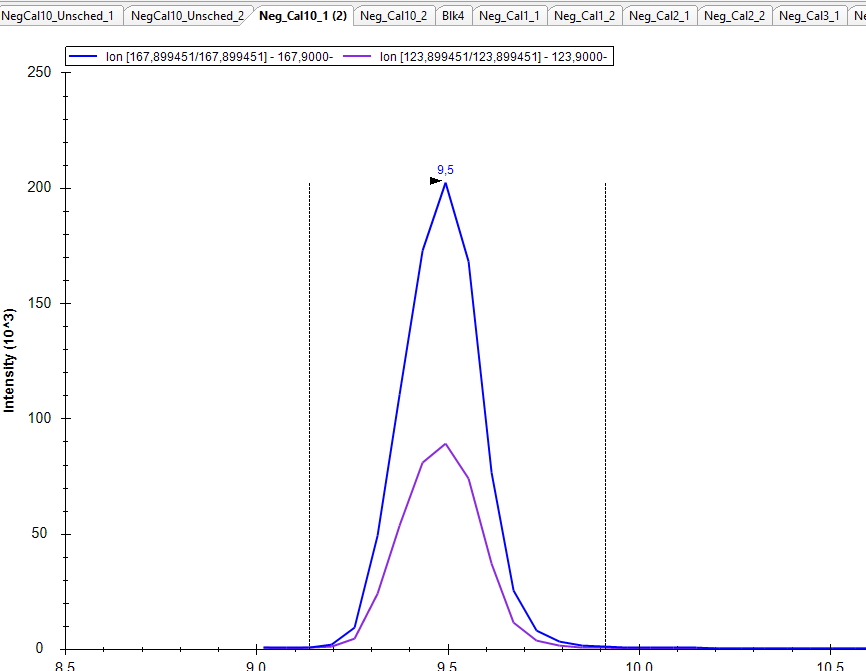 NegCal10_Unsched_1 NegCal10_Unsched_2 Neg_Cal10_1 (2) Neg_Cal10_2 Blk4 Neg_Cal1_1 Neg_Cal1_2 Neg_Cal2_1 Neg_Cal2_2 Neg_Cal3_1 Ne
Ion [167,899451/167,899451] - 167,9000- Ion [123,899451/123,899451] - 123,9000-
250
9,5
200
150
Intensity (10^3)
100
50
0
8.5 9.0 9.5 10.0 10.5